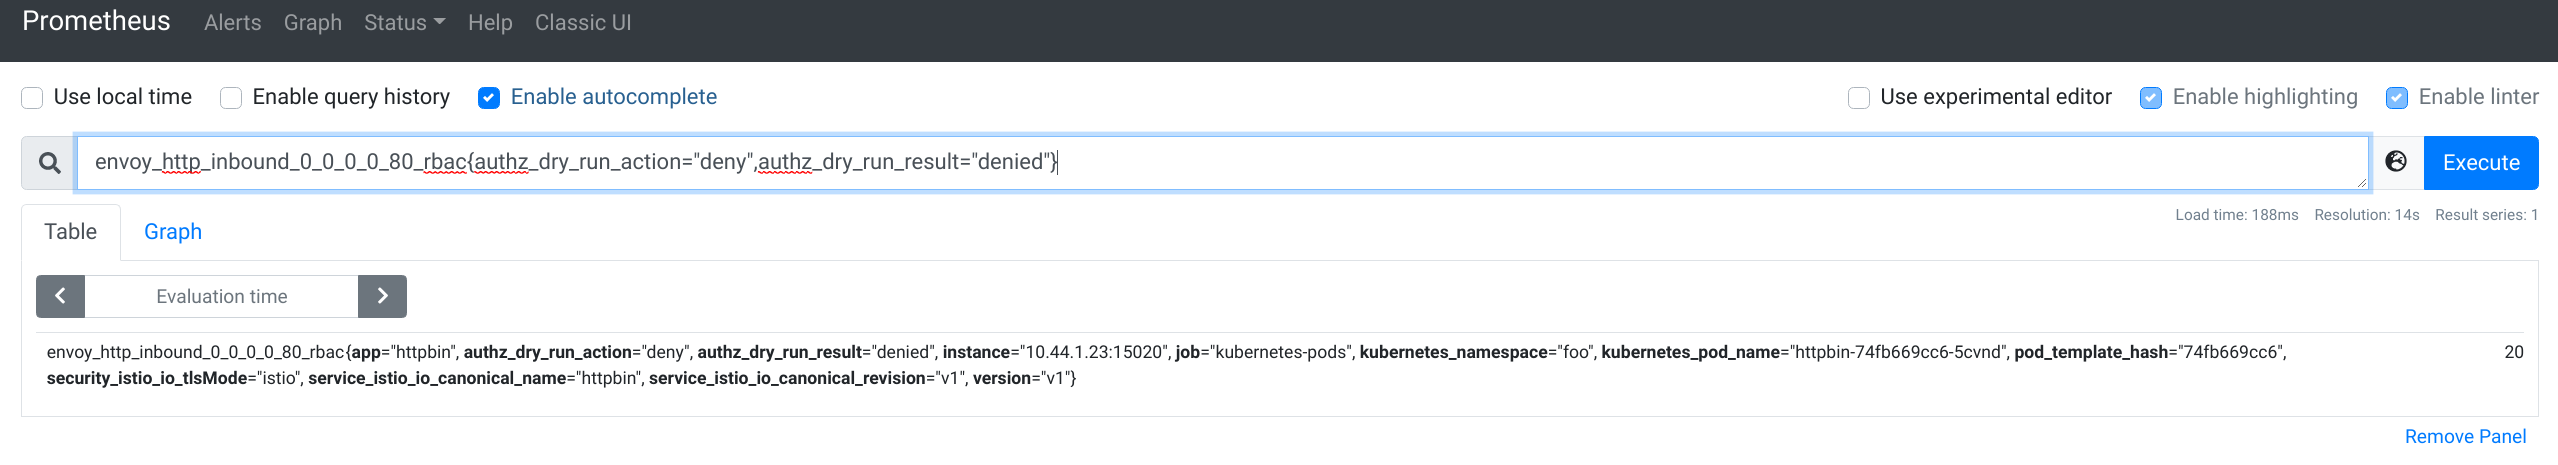 Prometheus Alerts Graph Status Help Classic UI
Use local time Enable query history Enable autocomplete Use experimental editor Enable highlighting Enable linter
envoy_http_inbound_0_0_0_0_80_rbac{authz_dry_run_action="deny",authz_dry_run_result="denied"} Execute
Load time: 188ms Resolution: 14s Result series: 1
Table Graph
Evaluation time
envoy_http_inbound_0_0_0_0_80_rbac{app="httpbin", authz_dry_run_action="deny", authz_dry_run_result="denied", instance="10.44.1.23:15020", job="kubernetes-pods", kubernetes_namespace="foo", kubernetes_pod_name="httpbin-74fb669cc6-5cvnd", pod_template_hash="74fb669cc6", 20
security_istio_io_tlsMode="istio", service_istio_io_canonical_name="httpbin", service_istio_io_canonical_revision="v1", version="v1"}
Remove Panel